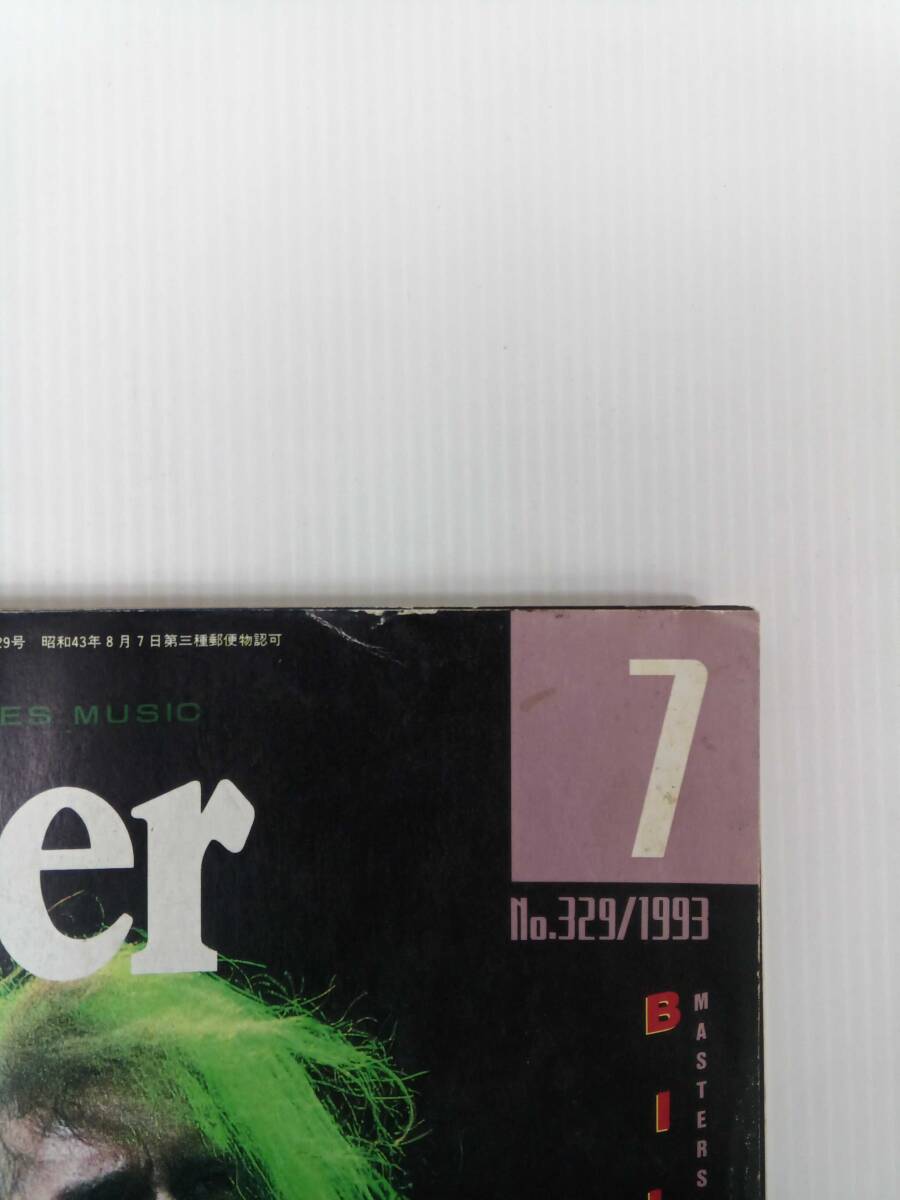 29号 昭和43年8月7日第三種郵便物認可
ES MUSIC
er
7
No.329/1993
MASTERS
BI